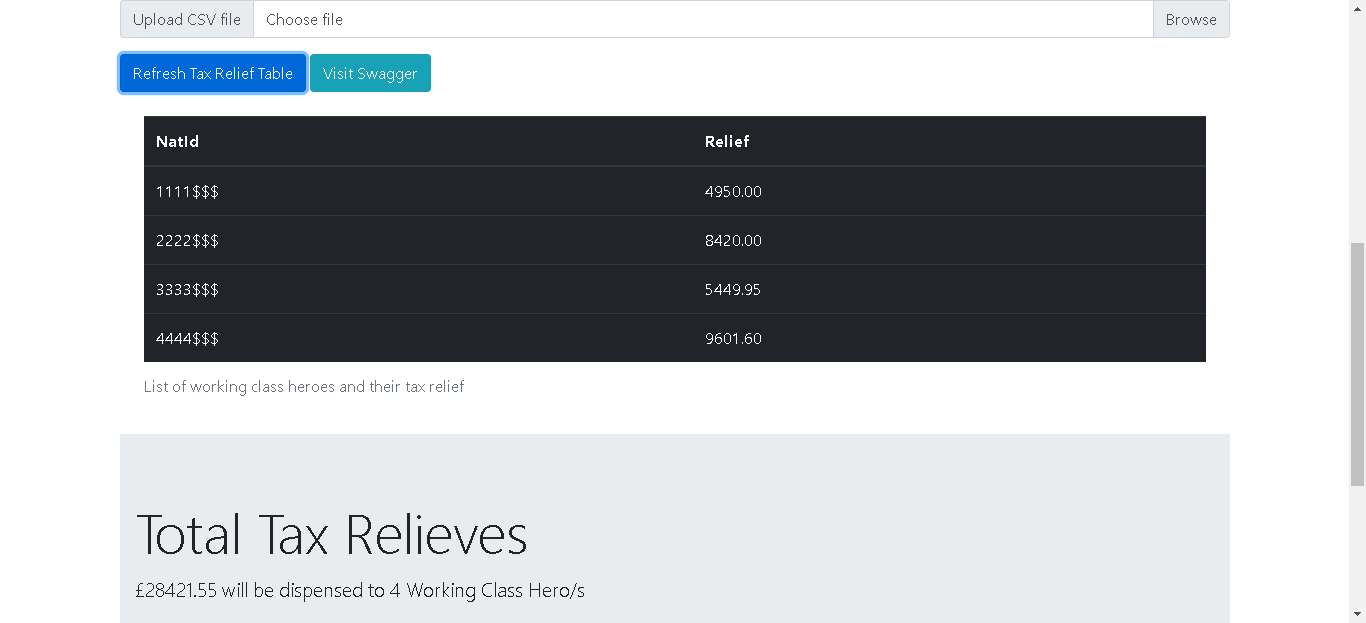 Upload CSV file Choose file Browse
Refresh Tax Relief Table Visit Swagger
NatId Relief
1111$$$ 4950.00
2222$$$ 8420.00
3333$$$ 5449.95
4444$$$ 9601.60
List of working class heroes and their tax relief
Total Tax Relieves
£28421.55 will be dispensed to 4 Working Class Hero/s